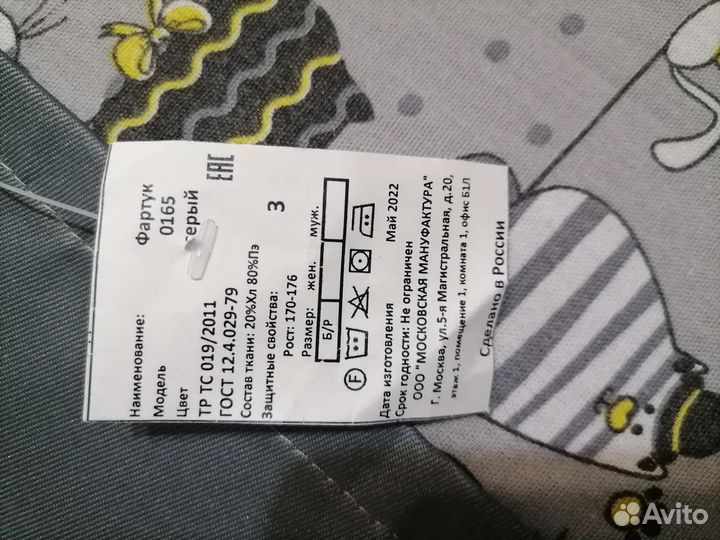 Наименование: Фартук
Модель 0165
Цвет серый
ТР ТС 019/2011 ЕАС
ГОСТ 12.4.029-79
Состав ткани: 20%Хл 80%Пэ
Защитные свойства: З
Рост: 170-176
Размер: жен. муж.
Б/Р
F
Дата изготовления Май 2022
Срок годности: Не ограничен
ООО "МОСКОВСКАЯ МАНУФАКТУРА"
Г. Москва, ул.5-я Магистральная, д.20,
этаж 1, помещение 1, комната 1, офис Б1Л
Сделано в России
Avito